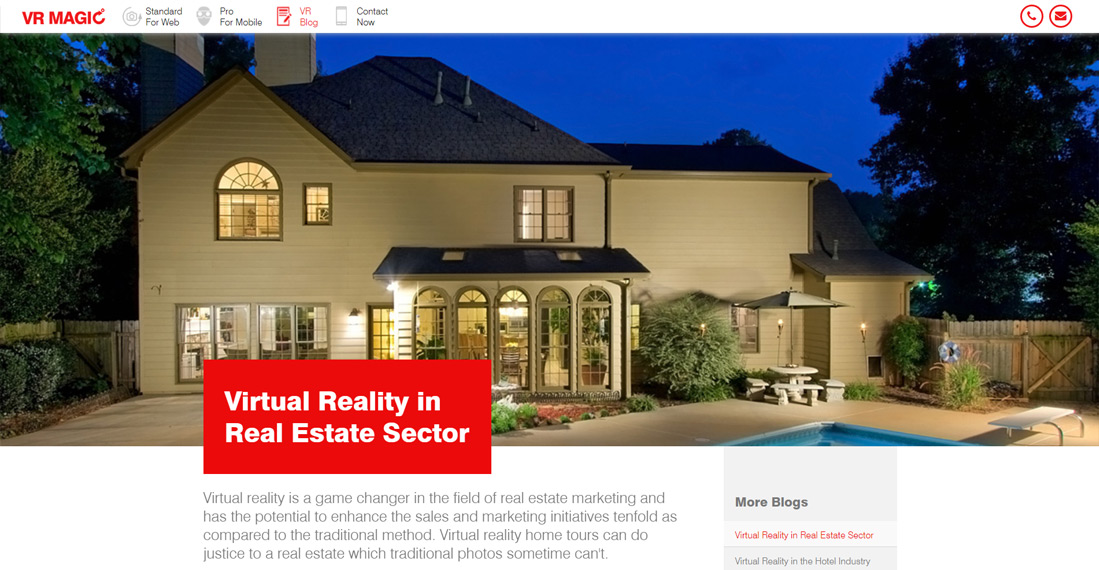 VR MAGIC
Standard
For Web
Pro
For Mobile
VR
Blog
Contact
Now
Virtual Reality in
Real Estate Sector
Virtual reality is a game changer in the field of real estate marketing and
has the potential to enhance the sales and marketing initiatives tenfold as
compared to the traditional method. Virtual reality home tours can do
justice to a real estate which traditional photos sometime can't.
More Blogs
Virtual Reality in Real Estate Sector
Virtual Reality in the Hotel Industry